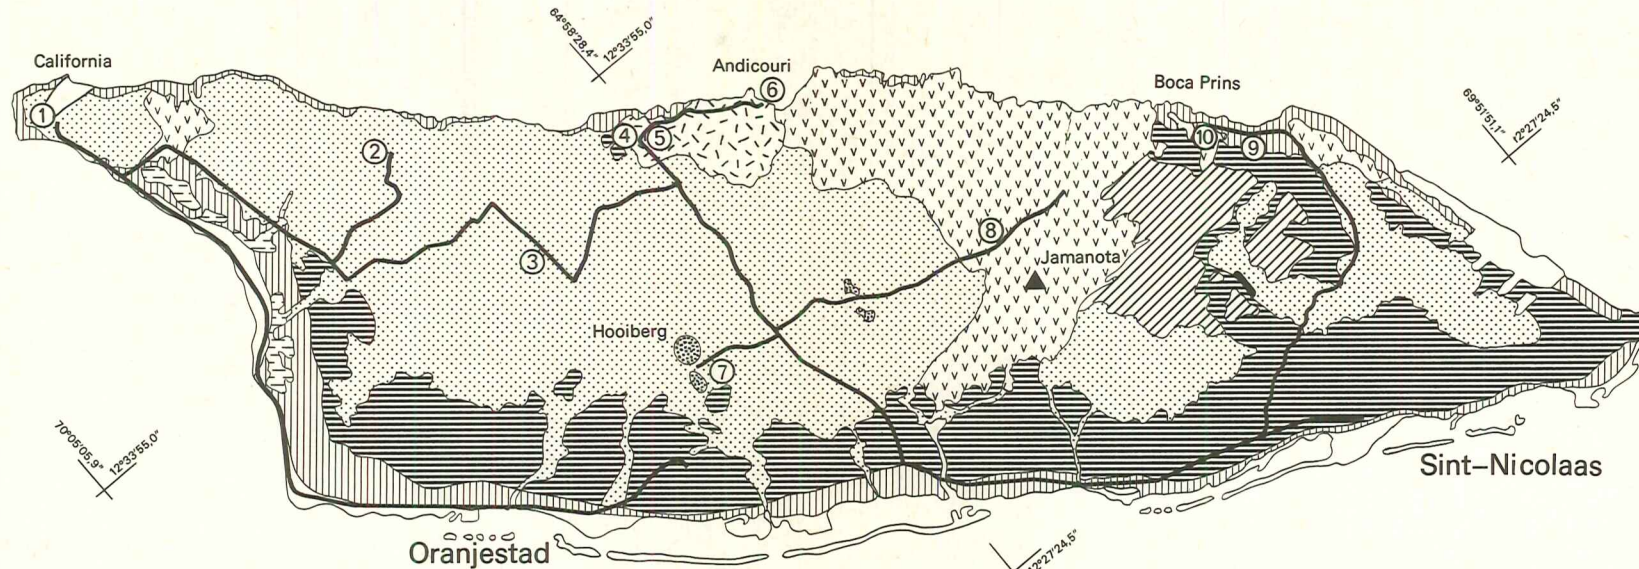 64°58'28,4" 12°33'55,0"
California
Andicouri
Boca Prins
69°51'51,1" 12°27'24,5"
1
2
3
4
5
6
7
8
9
10
Jamanota
Hooiberg
70°05'05,9" 12°33'55,0"
Sint–Nicolaas
Oranjestad
12°27'24,5"